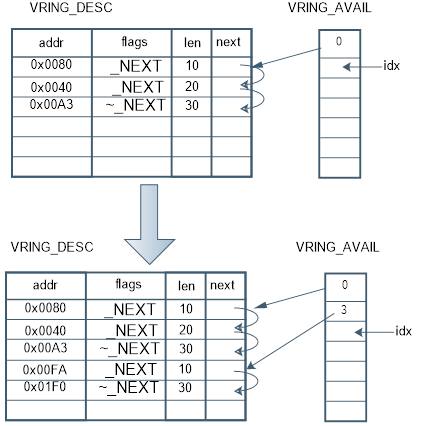 VRING_DESC VRING_AVAIL
addr flags len next
0
0x0080 _NEXT 10
idx
0x0040 _NEXT 20
0x00A3 ~_NEXT 30
VRING_DESC VRING_AVAIL
addr flags len next
0
0x0080 _NEXT 10
3
0x0040 _NEXT 20
idx
0x00A3 ~_NEXT 30
0x00FA _NEXT 10
0x01F0 ~_NEXT 30